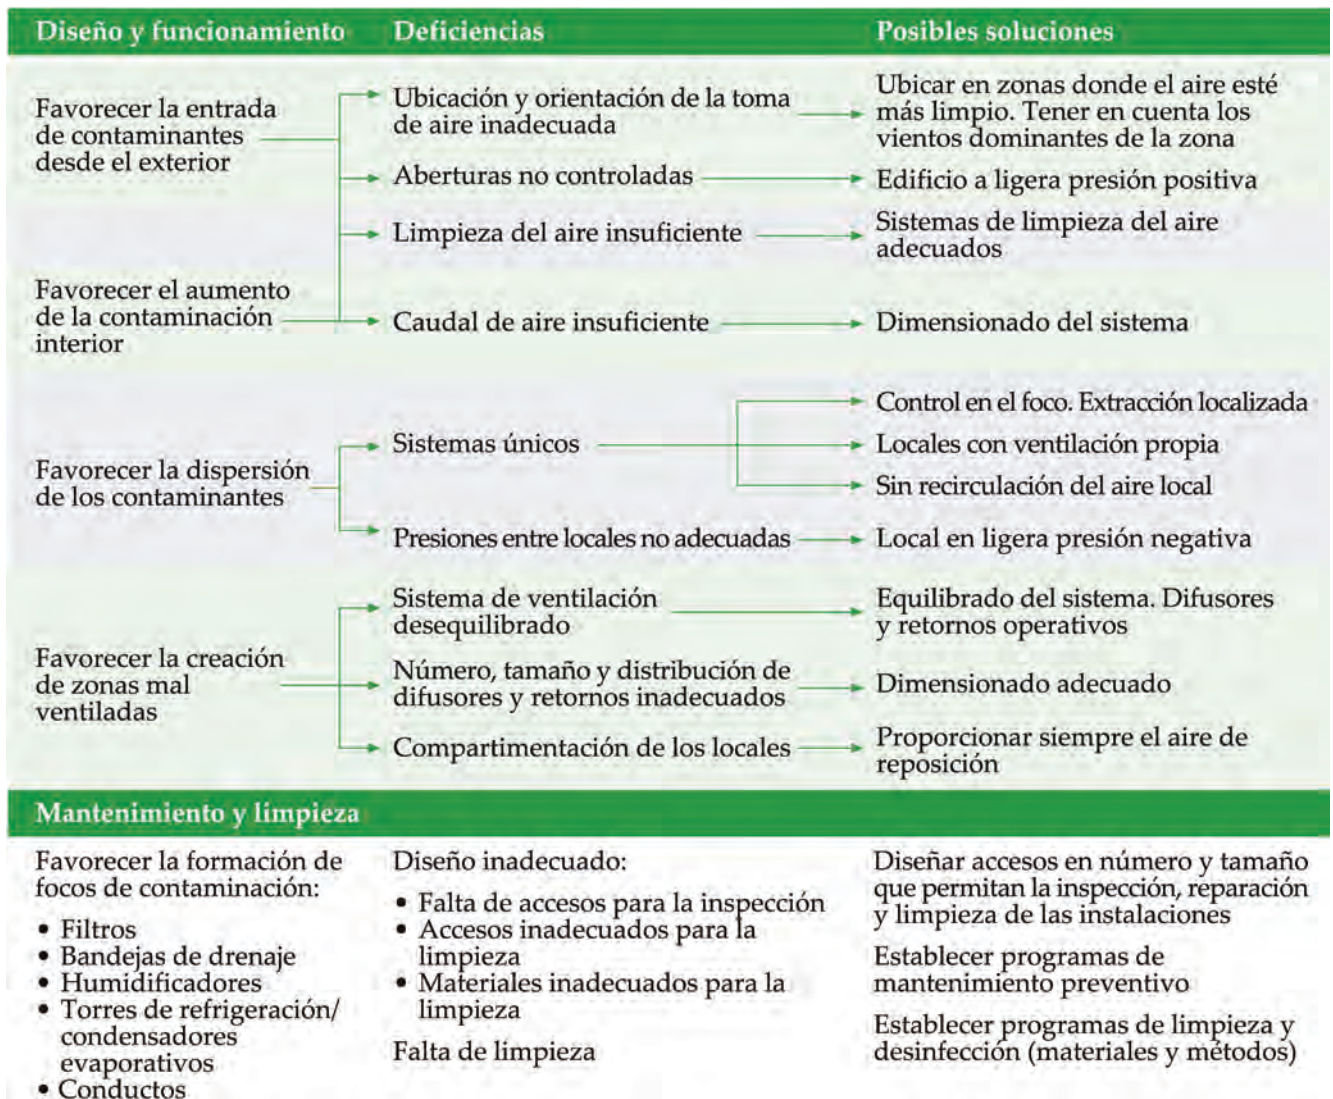 Diseño y funcionamiento Deficiencias Posibles soluciones
Favorecer la entrada
de contaminantes
desde el exterior
Ubicación y orientación de la toma
de aire inadecuada
Ubicar en zonas donde el aire esté
más limpio. Tener en cuenta los
vientos dominantes de la zona
Aberturas no controladas
Edificio a ligera presión positiva
Limpieza del aire insuficiente
Sistemas de limpieza del aire
adecuados
Favorecer el aumento
de la contaminación
interior
Caudal de aire insuficiente
Dimensionado del sistema
Favorecer la dispersión
de los contaminantes
Sistemas únicos
Control en el foco. Extracción localizada
Locales con ventilación propia
Sin recirculación del aire local
Presiones entre locales no adecuadas
Local en ligera presión negativa
Favorecer la creación
de zonas mal
ventiladas
Sistema de ventilación
desequilibrado
Equilibrado del sistema. Difusores
y retornos operativos
Número, tamaño y distribución de
difusores y retornos inadecuados
Dimensionado adecuado
Compartimentación de los locales
Proporcionar siempre el aire de
reposición
Mantenimiento y limpieza
Favorecer la formación de
focos de contaminación:
• Filtros
• Bandejas de drenaje
• Humidificadores
• Torres de refrigeración/
condensadores
evaporativos
• Conductos
Diseño inadecuado:
• Falta de accesos para la inspección
• Accesos inadecuados para la
limpieza
• Materiales inadecuados para la
limpieza
Falta de limpieza
Diseñar accesos en número y tamaño
que permitan la inspección, reparación
y limpieza de las instalaciones
Establecer programas de
mantenimiento preventivo
Establecer programas de limpieza y
desinfección (materiales y métodos)